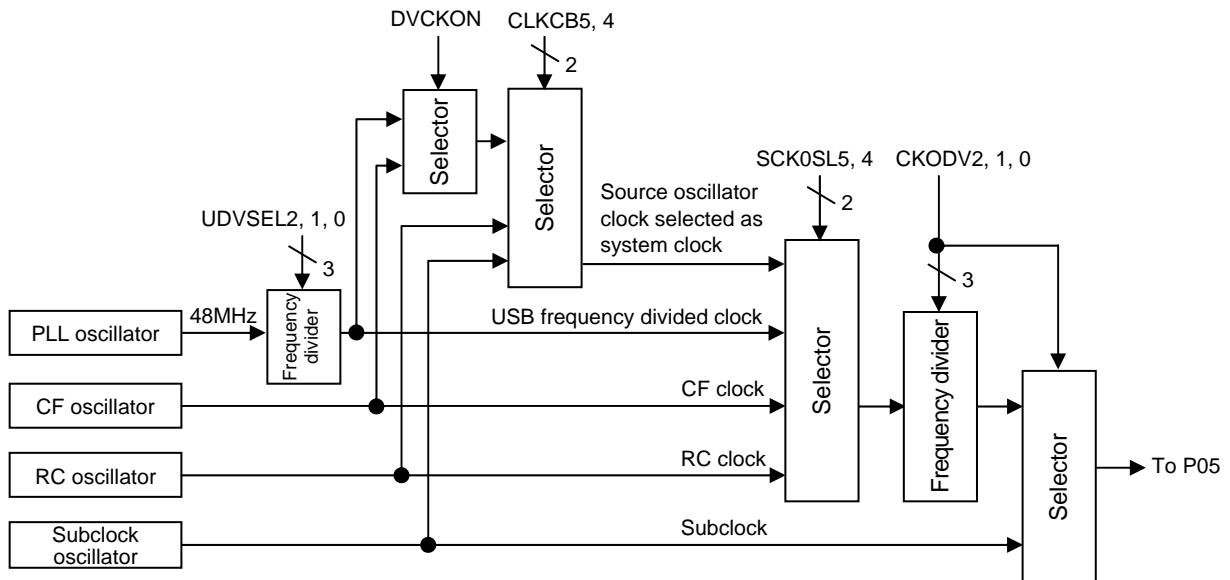 DVCKON
CLKCB5, 4
2
Selector
Selector
SCK0SL5, 4
CKODV2, 1, 0
2
3
Source oscillator
clock selected as
system clock
UDVSEL2, 1, 0
3
PLL oscillator
48MHz
Frequency
divider
USB frequency divided clock
CF oscillator
CF clock
Selector
Frequency divider
RC oscillator
RC clock
Selector
To P05
Subclock
oscillator
Subclock